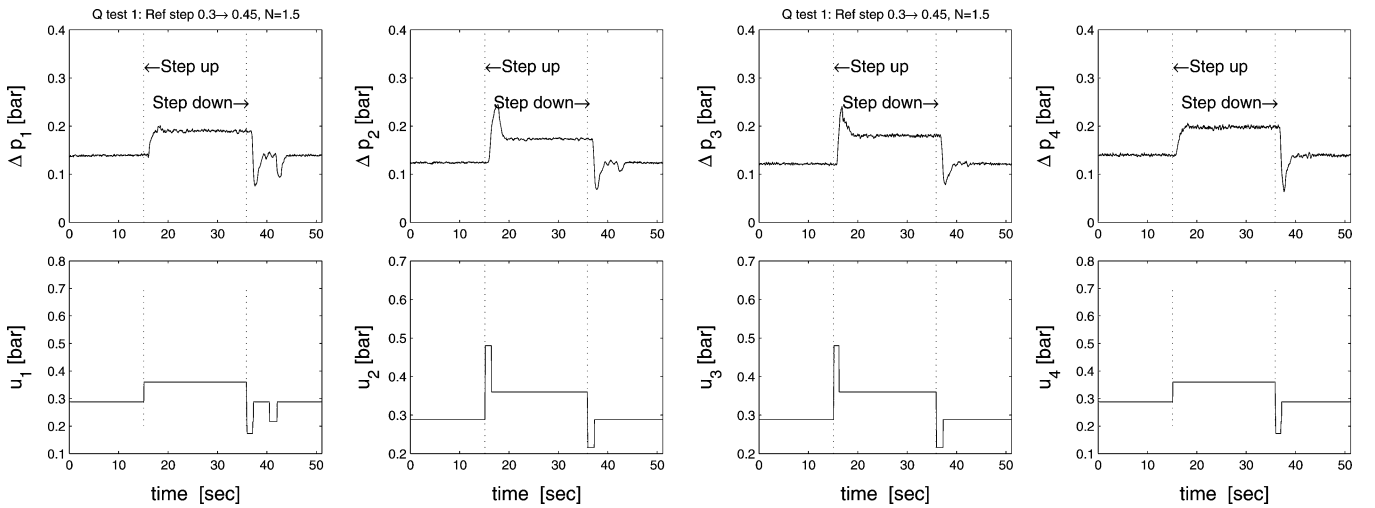 Q test 1: Ref step 0.3→ 0.45, N=1.5
Q test 1: Ref step 0.3→ 0.45, N=1.5
0.4
0.3
0.2
0.1
0
Δ p1 [bar]
←Step up
Step down→
0 10 20 30 40 50
0.4
0.3
0.2
0.1
0
Δ p2 [bar]
←Step up
Step down→
0 10 20 30 40 50
0.4
0.3
0.2
0.1
0
Δ p3 [bar]
←Step up
Step down→
0 10 20 30 40 50
0.4
0.3
0.2
0.1
0
Δ p4 [bar]
←Step up
Step down→
0 10 20 30 40 50
0.8
0.7
0.6
0.5
0.4
0.3
0.2
0.1
u1 [bar]
0 10 20 30 40 50
time [sec]
0.7
0.6
0.5
0.4
0.3
0.2
u2 [bar]
0 10 20 30 40 50
time [sec]
0.7
0.6
0.5
0.4
0.3
0.2
u3 [bar]
0 10 20 30 40 50
time [sec]
0.8
0.7
0.6
0.5
0.4
0.3
0.2
0.1
u4 [bar]
0 10 20 30 40 50
time [sec]